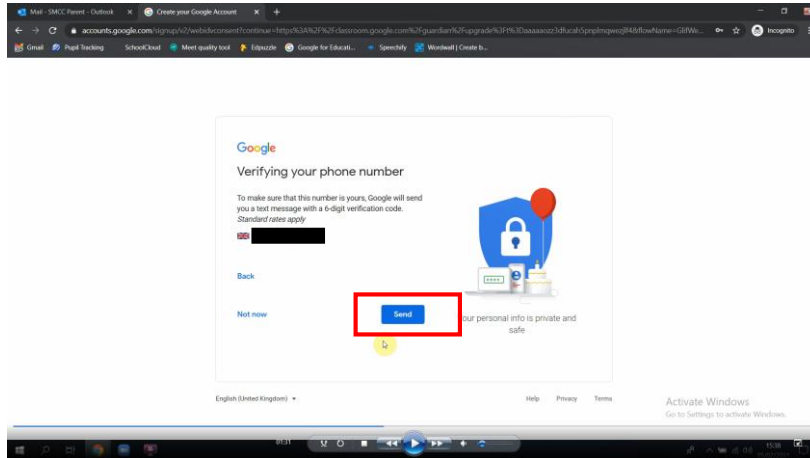 Mail - SMCC Parent - Outlook
Create your Google Account
accounts.google.com/signup/v2/webidvconsent?continue=https%3A%2F%2Fclassroom.google.com%2Fguardian%2Fupgrade%3Ft%3D
Incognito
Gmail
Pupil Tracking
SchoolCloud
Meet quality tool
Edpuzzle
Google for Educati...
Speechify
Wordwall | Create b...
Google
Verifying your phone number
To make sure that this number is yours, Google will send
you a text message with a 6-digit verification code.
Standard rates apply
Back
Not now
Send
our personal info is private and
safe
English (United Kingdom)
Help
Privacy
Terms
Activate Windows
Go to Settings to activate Windows.
01:31
15:38